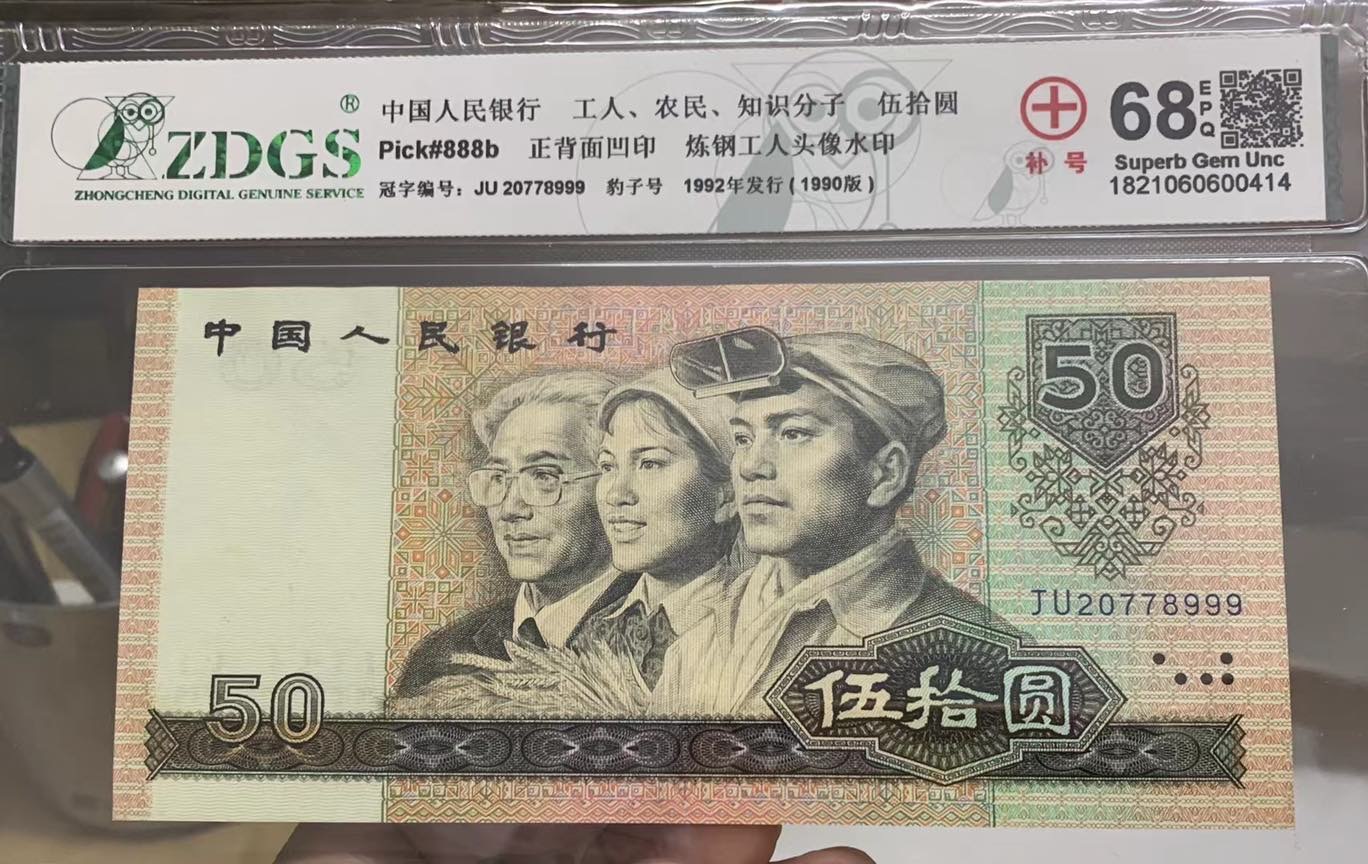 ZDGS®
ZHONGCHENG DIGITAL GENUINE SERVICE
中国人民银行 工人、农民、知识分子 伍拾圆
Pick#888b 正背面凹印 炼钢工人头像水印
冠字编号：JU 20778999 豹子号 1992年发行(1990版)
补号
68 EPQ
Superb Gem Unc
1821060600414
中国人民银行
50
JU20778999
伍拾圆
50